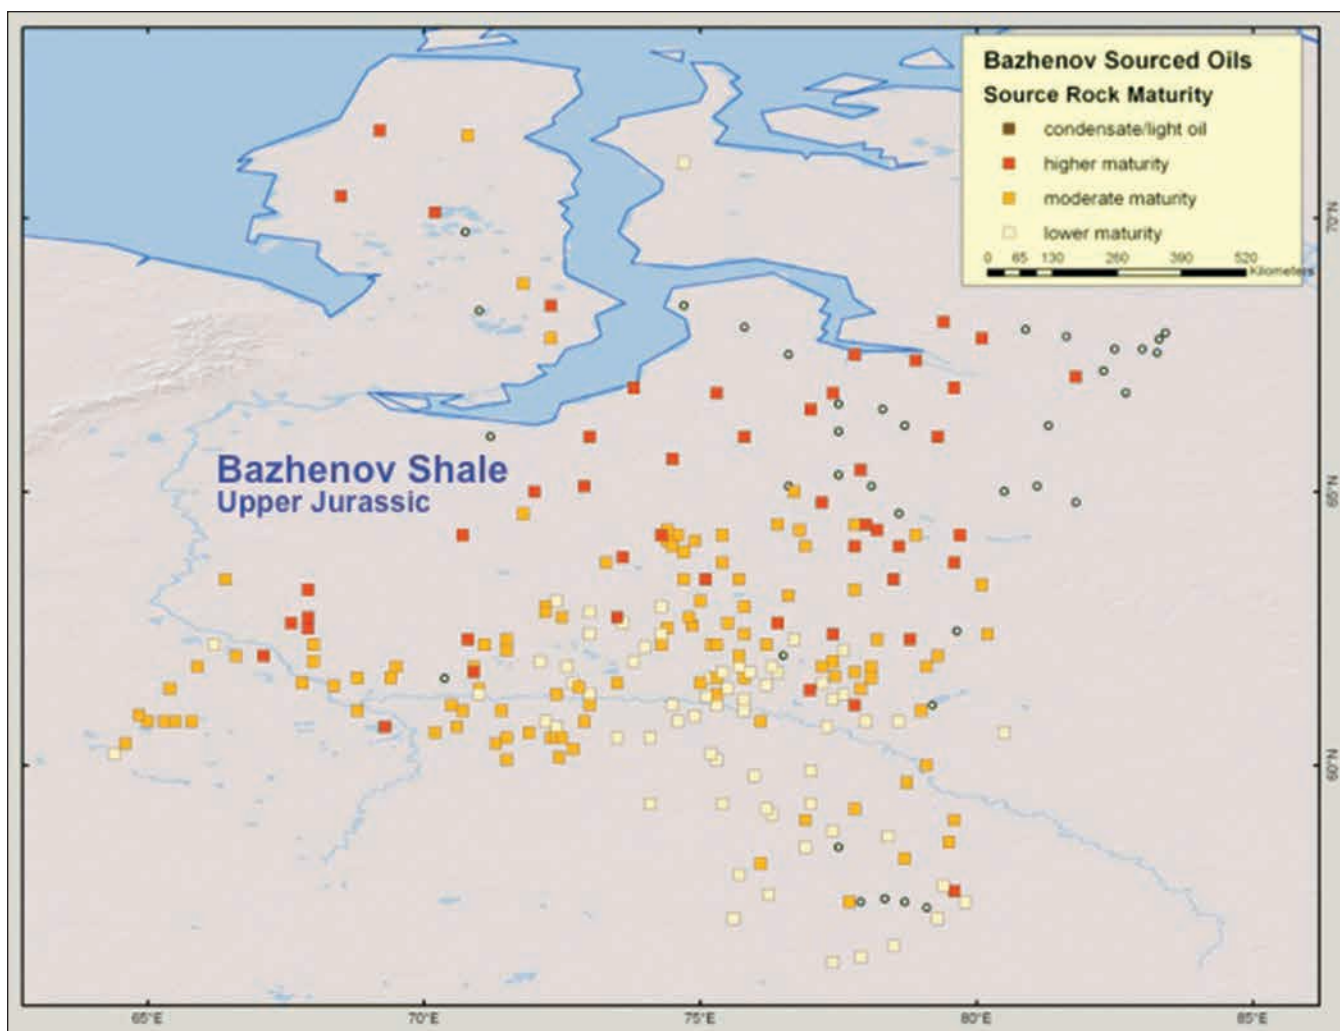 Bazhenov Sourced Oils
Source Rock Maturity
condensate/light oil
higher maturity
moderate maturity
lower maturity
0 65 130 260 390 520
Kilometers
70°N
Bazhenov Shale
Upper Jurassic
65°N
60°N
65°E 70°E 75°E 80°E 85°E